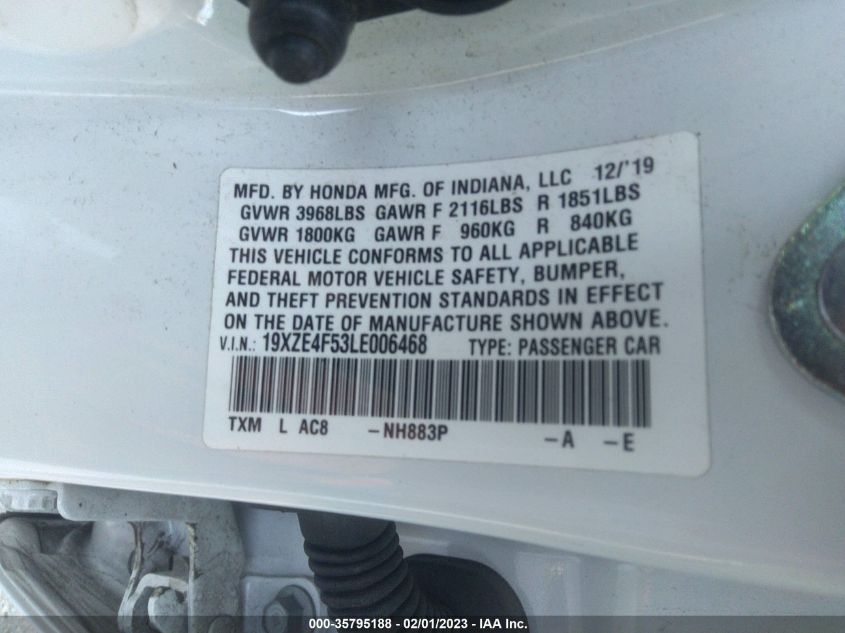 MFD. BY HONDA MFG. OF INDIANA, LLC 12/'19
GVWR 3968LBS GAWR F 2116LBS R 1851LBS
GVWR 1800KG GAWR F 960KG R 840KG
THIS VEHICLE CONFORMS TO ALL APPLICABLE
FEDERAL MOTOR VEHICLE SAFETY, BUMPER,
AND THEFT PREVENTION STANDARDS IN EFFECT
ON THE DATE OF MANUFACTURE SHOWN ABOVE.
V.I.N.: 19XZE4F53LE006468 TYPE: PASSENGER CAR
TXM L AC8 -NH883P -A -E
000-35795188 - 02/01/2023 - IAA Inc.